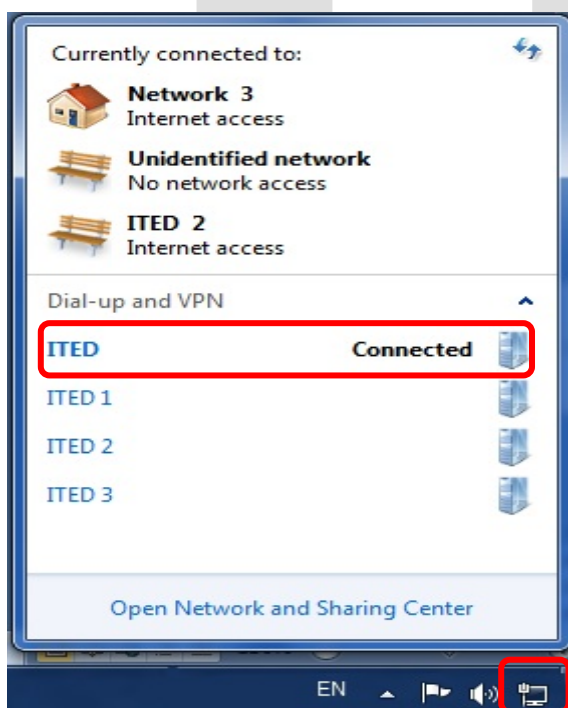 Currently connected to:
Network 3
Internet access
Unidentified network
No network access
ITED 2
Internet access
Dial-up and VPN
ITED Connected
ITED 1
ITED 2
ITED 3
Open Network and Sharing Center
EN